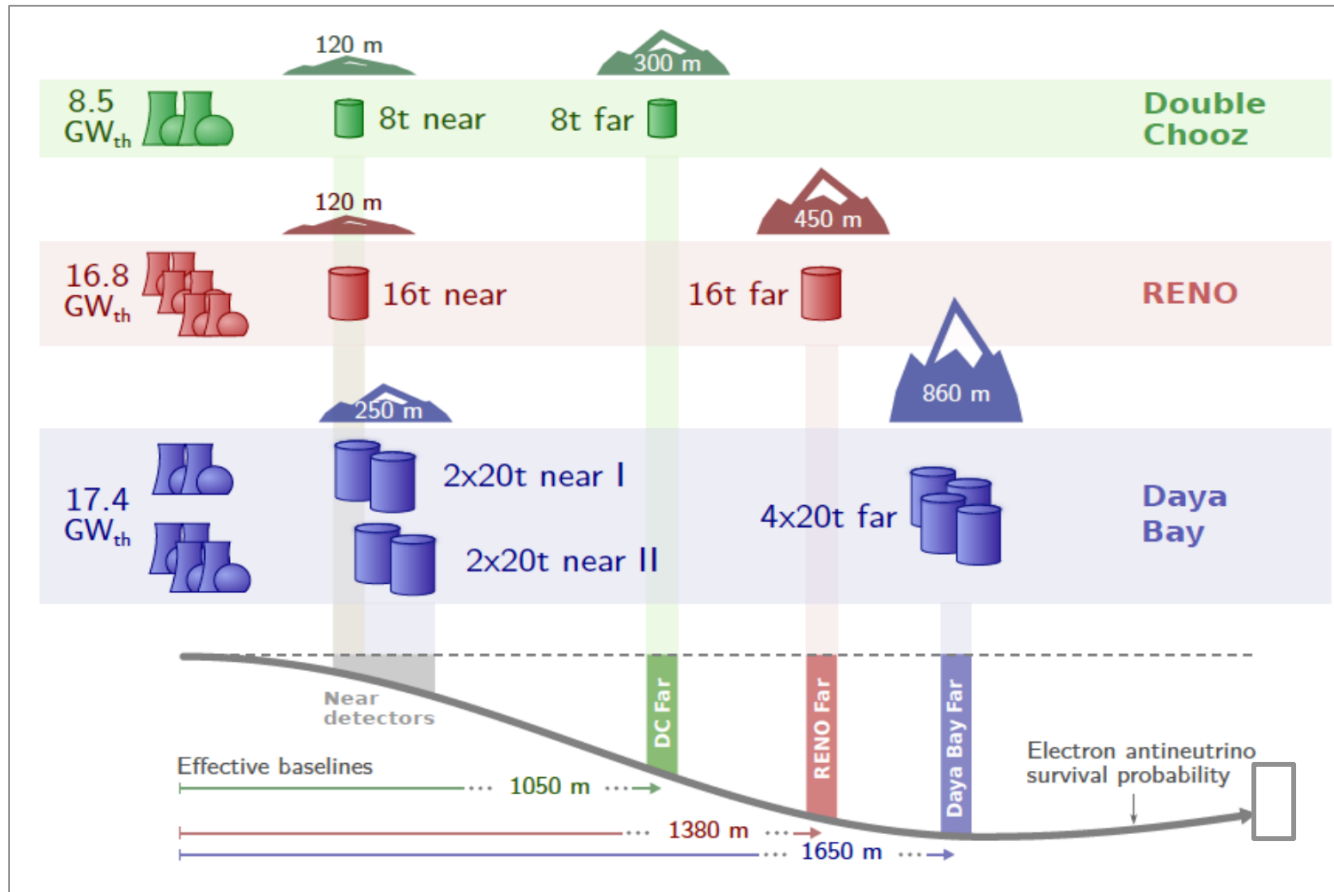 120 m
300 m
8.5
GWth
8t near
8t far
Double
Chooz
120 m
450 m
16.8
GWth
16t near
16t far
RENO
250 m
860 m
17.4
GWth
2x20t near I
2x20t near II
4x20t far
Daya
Bay
Near
detectors
DC Far
RENO Far
Daya Bay Far
Effective baselines
Electron antineutrino
survival probability
1050 m
1380 m
1650 m